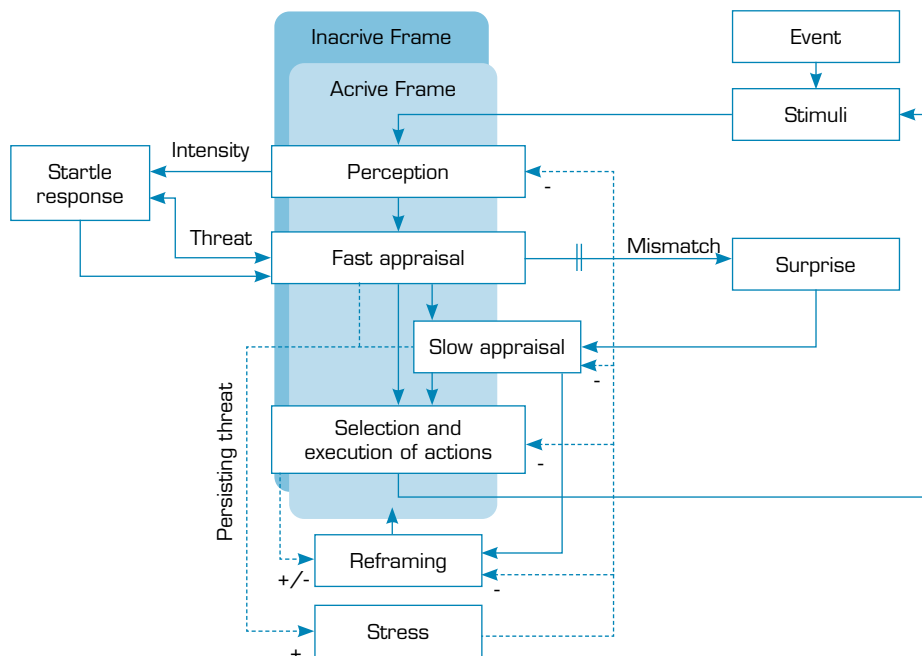 Inacrive Frame
Event
Acrive Frame
Stimuli
Intensity
Startle
response
Perception
-
Threat
Fast appraisal
Mismatch
Surprise
Slow appraisal
-
Persisting threat
Selection and
execution of actions
-
Reframing
+/-
-
Stress
+